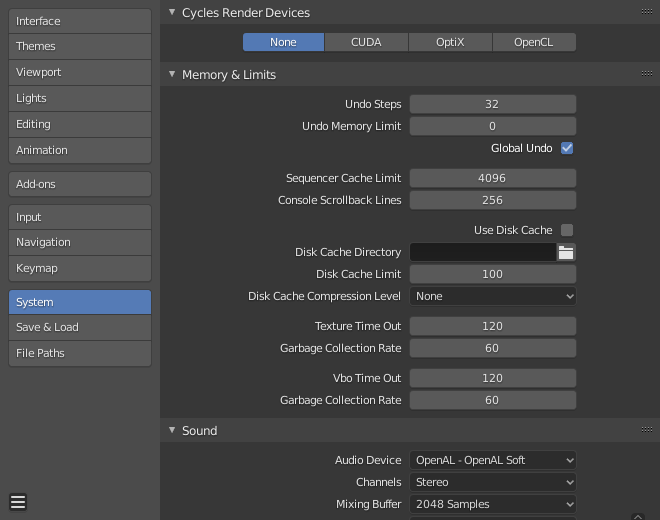 Interface
Themes
Viewport
Lights
Editing
Animation
Add-ons
Input
Navigation
Keymap
System
Save & Load
File Paths
Cycles Render Devices
None CUDA OptiX OpenCL
Memory & Limits
Undo Steps 32
Undo Memory Limit 0
Global Undo
Sequencer Cache Limit 4096
Console Scrollback Lines 256
Use Disk Cache
Disk Cache Directory
Disk Cache Limit 100
Disk Cache Compression Level None
Texture Time Out 120
Garbage Collection Rate 60
Vbo Time Out 120
Garbage Collection Rate 60
Sound
Audio Device OpenAL - OpenAL Soft
Channels Stereo
Mixing Buffer 2048 Samples